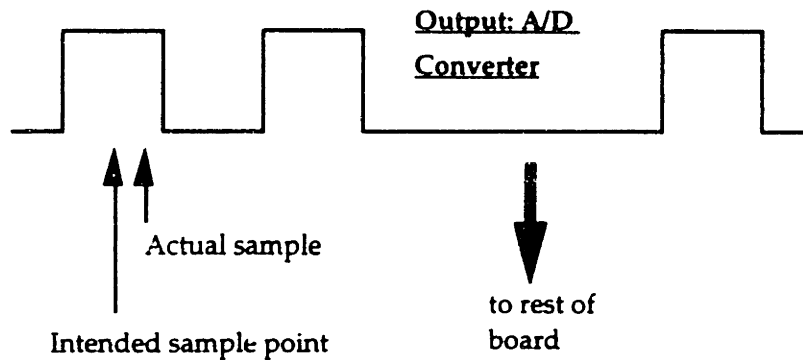 Output: A/D
Converter
Actual sample
to rest of
board
Intended sample point